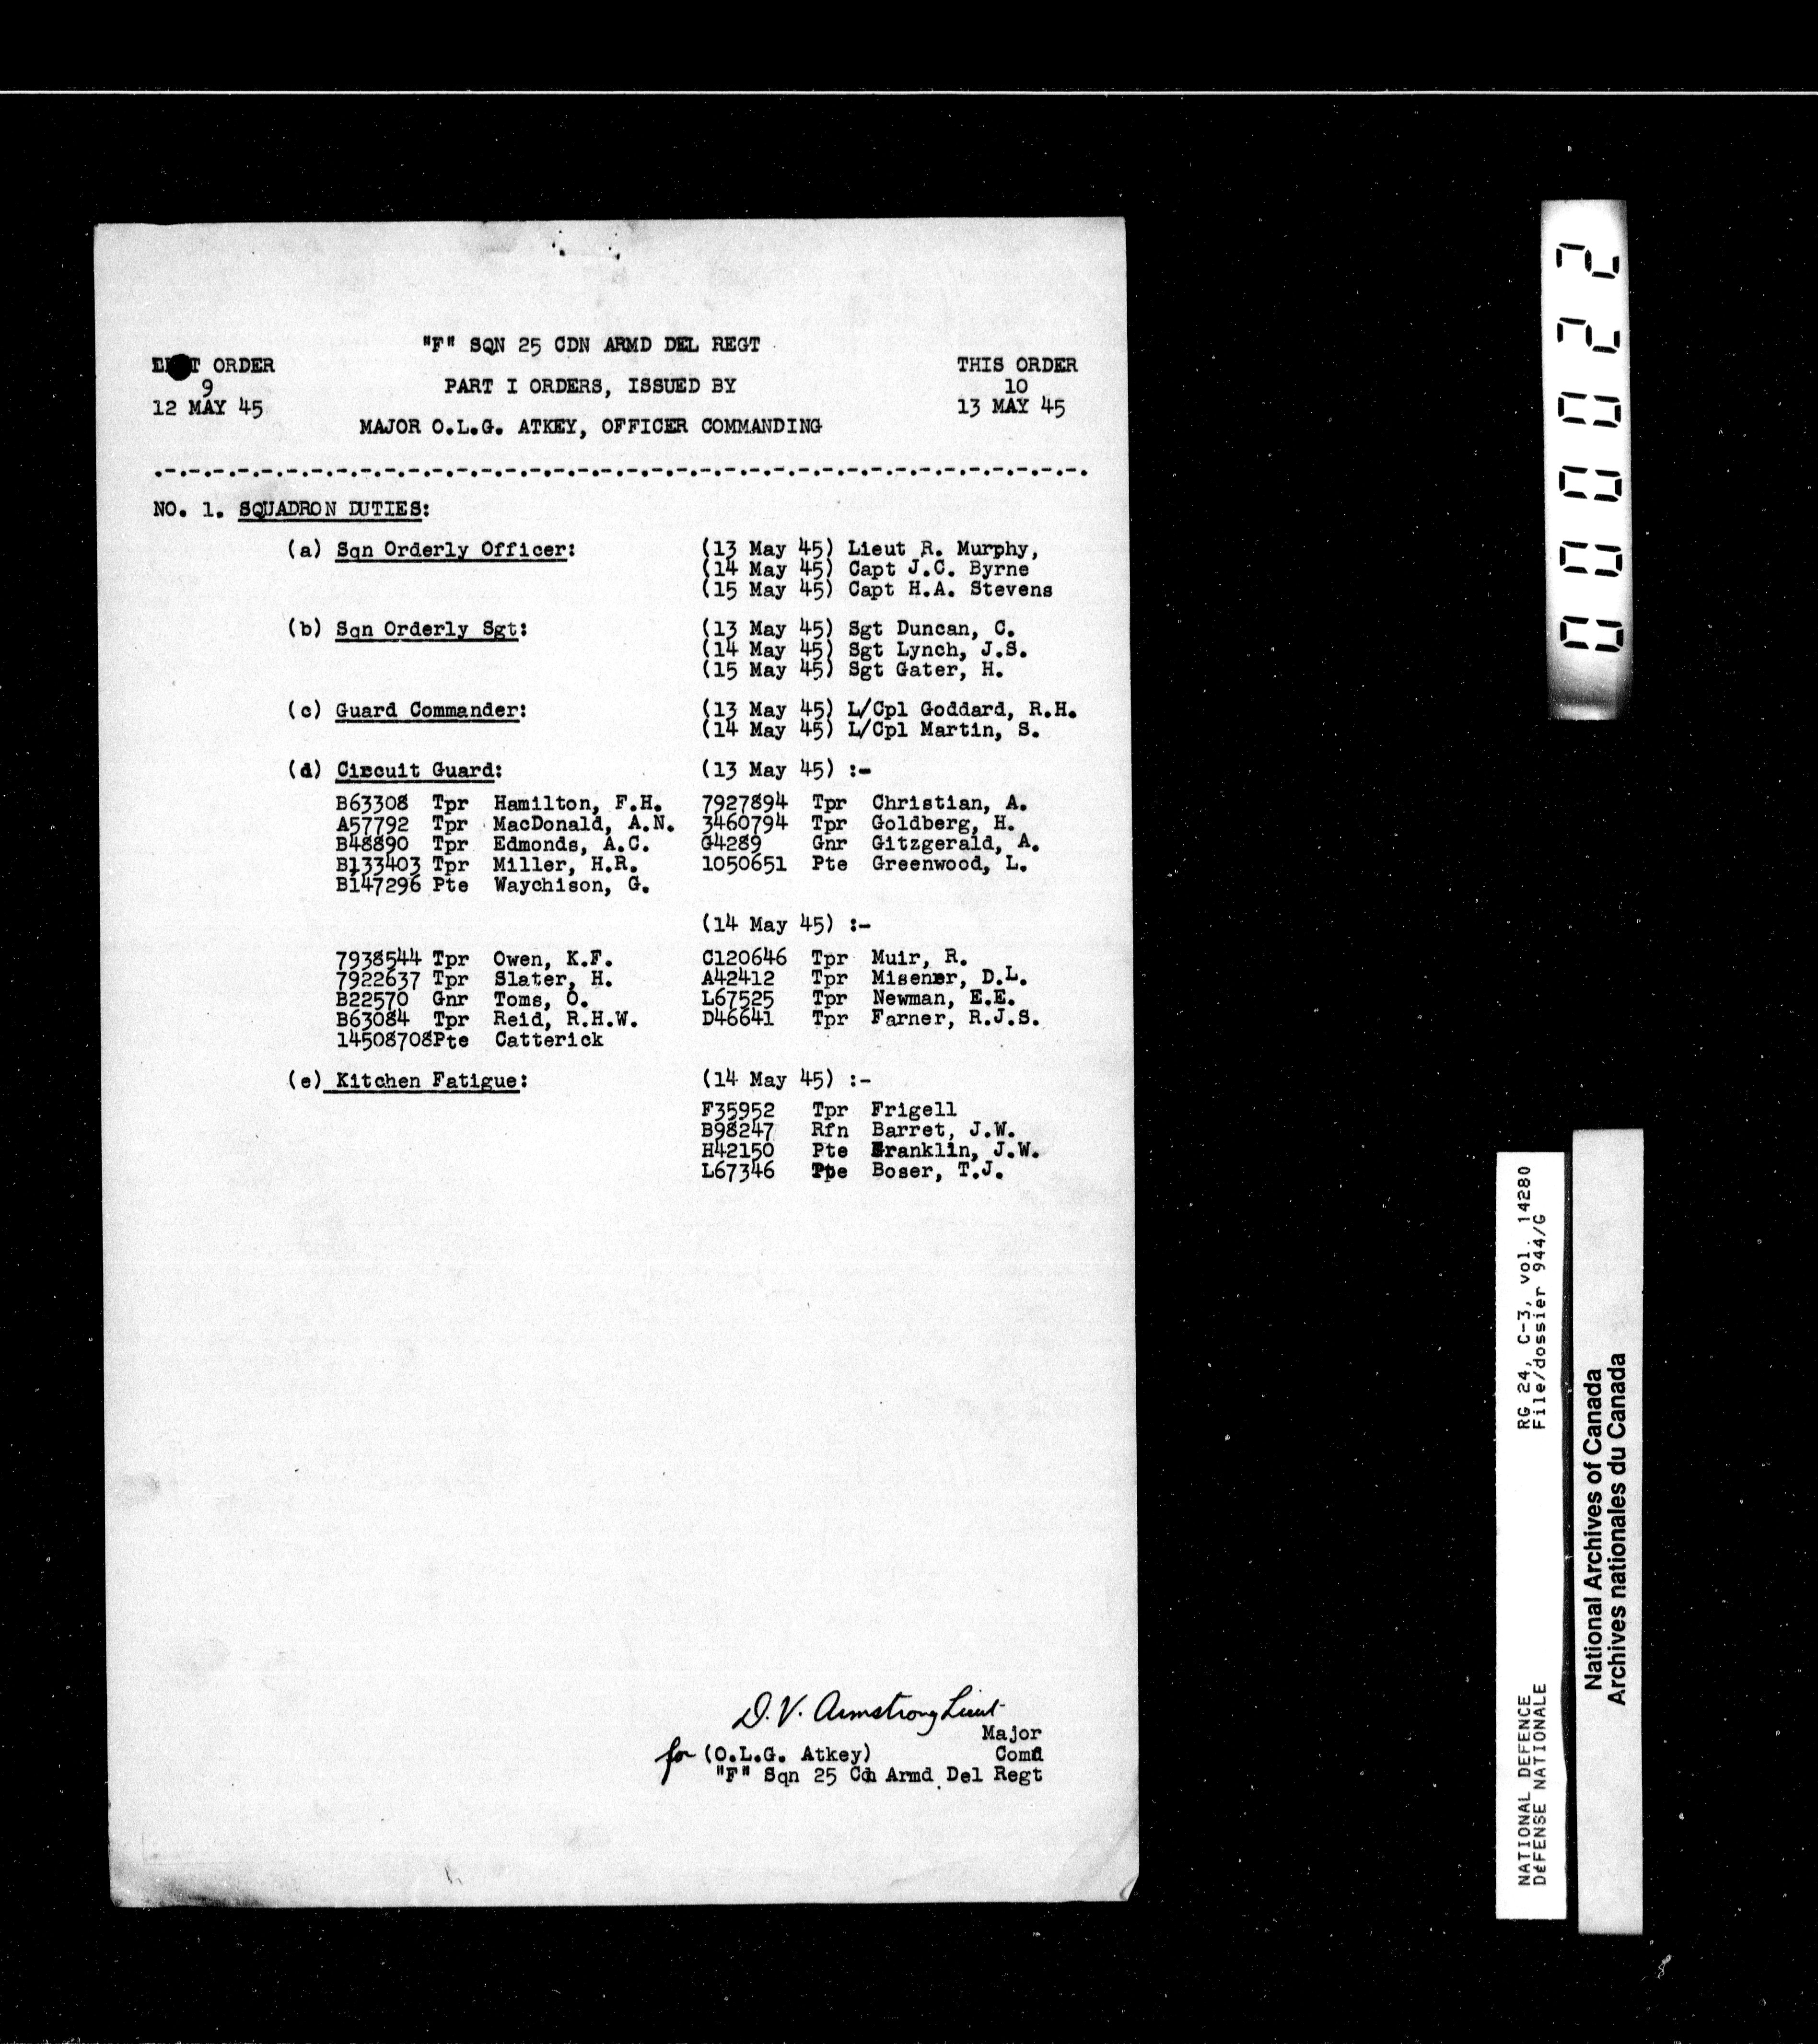 "F" SQN 25 CDN ARMD DEL REGT
ORDER THIS ORDER
9 PART I ORDERS, ISSUED BY 10
12 MAY 45 13 MAY 45
MAJOR O.L.G. ATKEY, OFFICER COMMANDING
NO. 1. SQUADRON DUTIES:
(a) Sqn Orderly Officer: (13 May 45) Lieut R. Murphy,
(14 May 45) Capt J.C. Byrne
(15 May 45) Capt H.A. Stevens
(b) Sqn Orderly Sgt: (13 May 45) Sgt Duncan, C.
(14 May 45) Sgt Lynch, J.S.
(15 May 45) Sgt Gater, H.
(c) Guard Commander: (13 May 45) L/Cpl Goddard, R.H.
(14 May 45) L/Cpl Martin, S.
(d) Circuit Guard: (13 May 45) :-
B63308 Tpr Hamilton, F.H. 7927894 Tpr Christian, A.
A57792 Tpr MacDonald, A.N. 3460794 Tpr Goldberg, H.
B48890 Tpr Edmonds, A.C. G4289 Gnr Gitzgerald, A.
B133403 Tpr Miller, H.R. 1050651 Pte Greenwood, L.
B147296 Pte Waychison, G.
(14 May 45) :-
7938544 Tpr Owen, K.F. C120646 Tpr Muir, R.
7922637 Tpr Slater, H. A42412 Tpr Misener, D.L.
B22570 Gnr Toms, O. L67525 Tpr Newman, E.E.
B63084 Tpr Reid, R.H.W. D46641 Tpr Farner, R.J.S.
14508708Pte Catterick
(e) Kitchen Fatigue: (14 May 45) :-
F35952 Tpr Frigell
B98247 Rfn Barret, J.W.
H42150 Pte Franklin, J.W.
L67346 Pte Boser, T.J.
D.V. Armstrong Lieut
Major
for (O.L.G. Atkey) Comd
"F" Sqn 25 Cdn Armd Del Regt
000022
RG 24, C-3, vol. 14280
File/dossier 944/G
NATIONAL DEFENCE
DÉFENSE NATIONALE
National Archives of Canada
Archives nationales du Canada